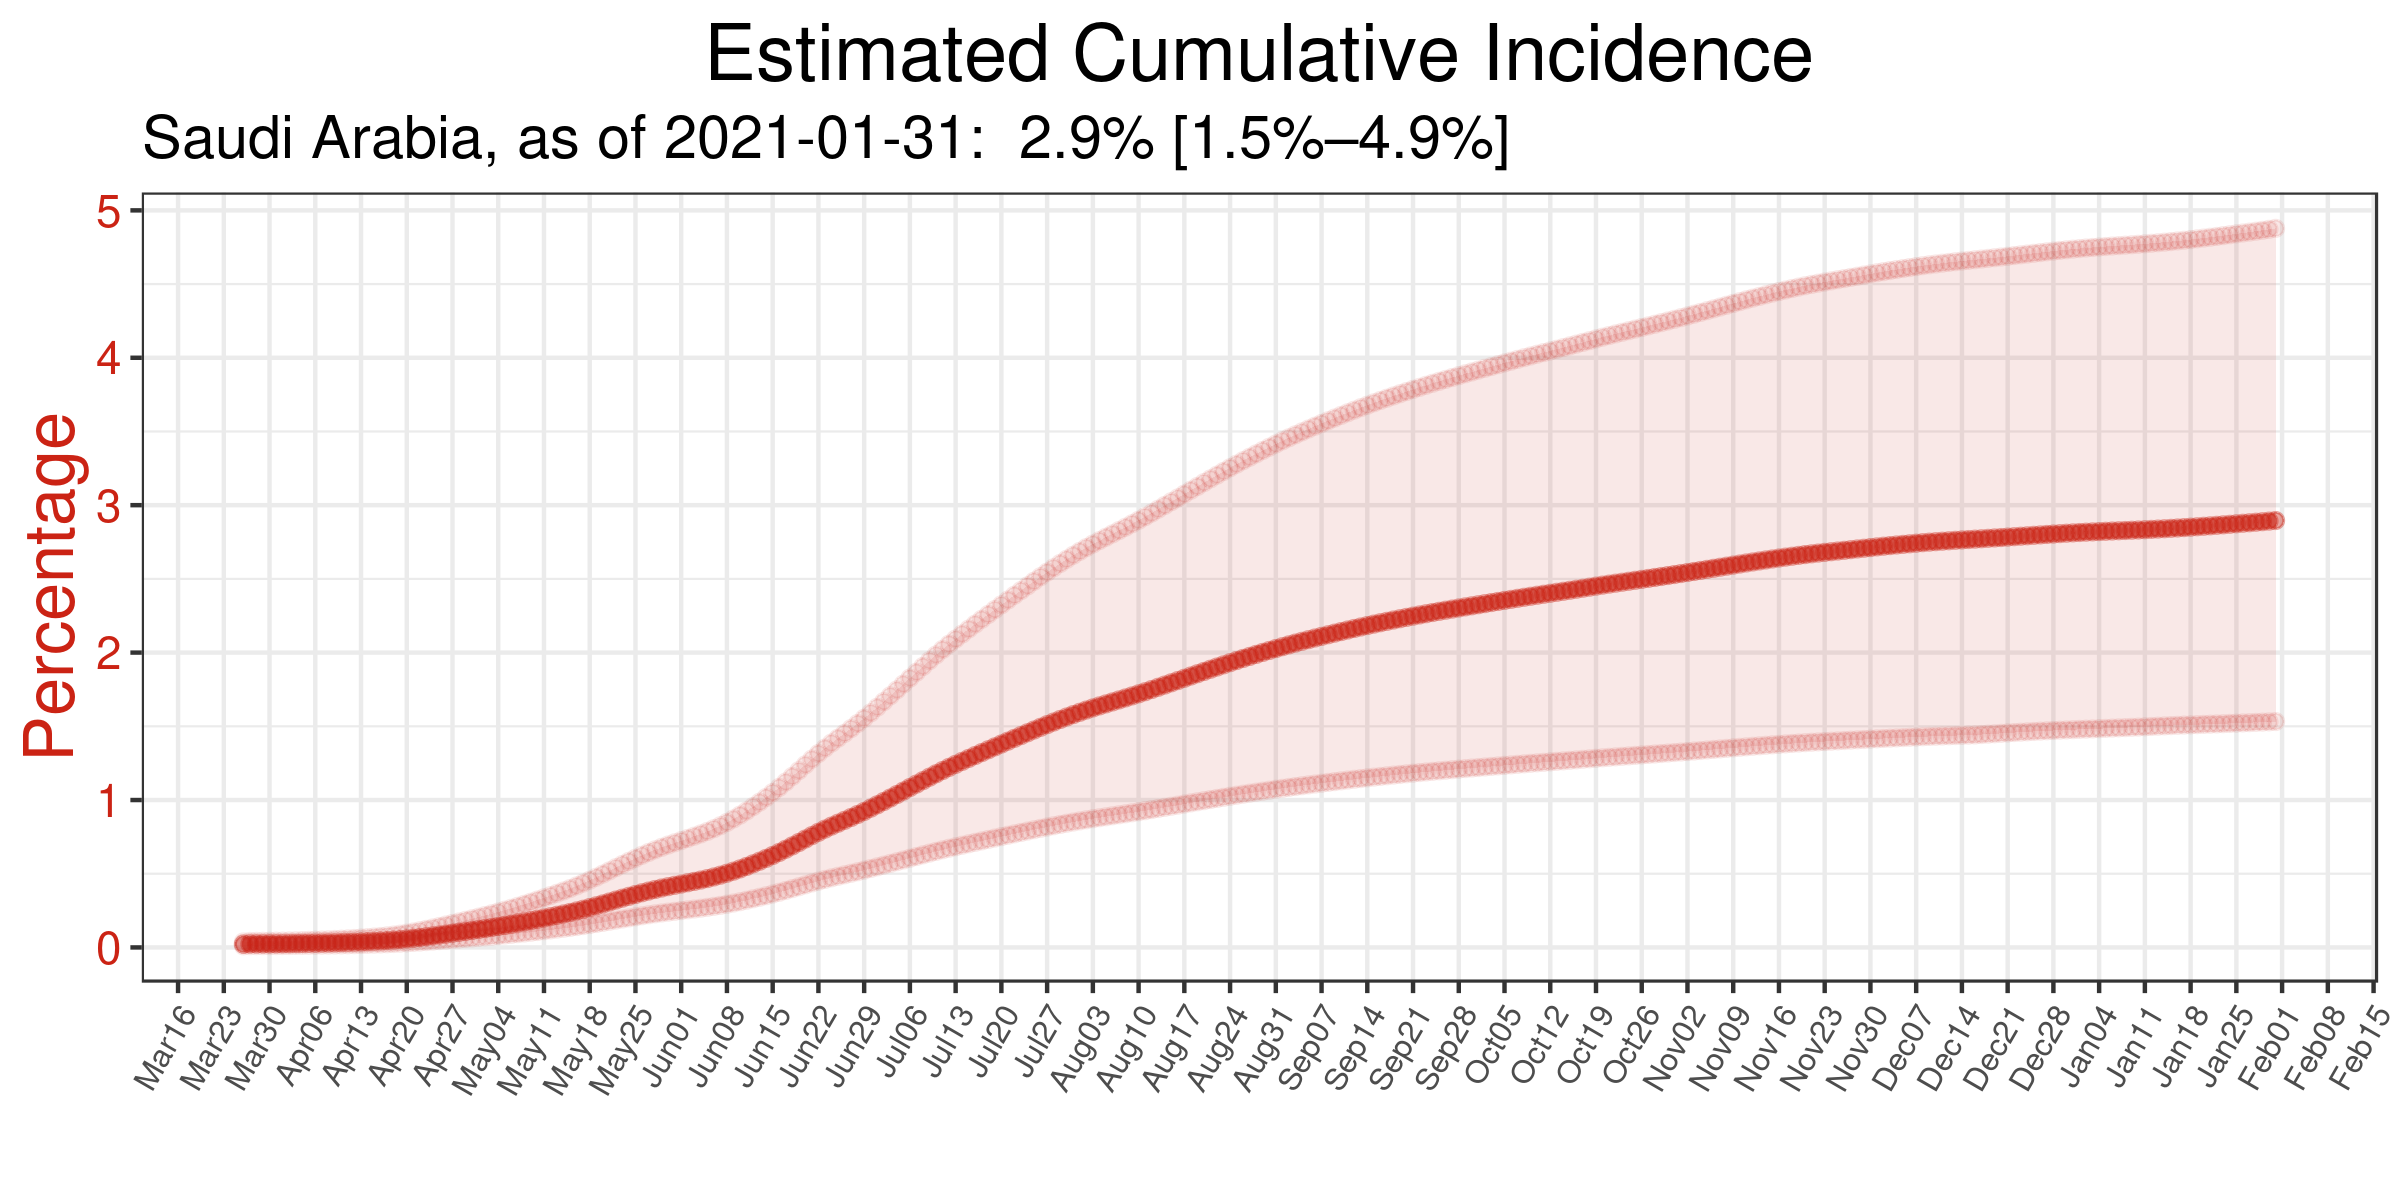 Estimated Cumulative Incidence
Saudi Arabia, as of 2021-01-31:  2.9% [1.5%–4.9%]
Percentage
5
4
3
2
1
0
Mar16
Mar23
Mar30
Apr06
Apr13
Apr20
Apr27
May04
May11
May18
May25
Jun01
Jun08
Jun15
Jun22
Jun29
Jul06
Jul13
Jul20
Jul27
Aug03
Aug10
Aug17
Aug24
Aug31
Sep07
Sep14
Sep21
Sep28
Oct05
Oct12
Oct19
Oct26
Nov02
Nov09
Nov16
Nov23
Nov30
Dec07
Dec14
Dec21
Dec28
Jan04
Jan11
Jan18
Jan25
Feb01
Feb08
Feb15